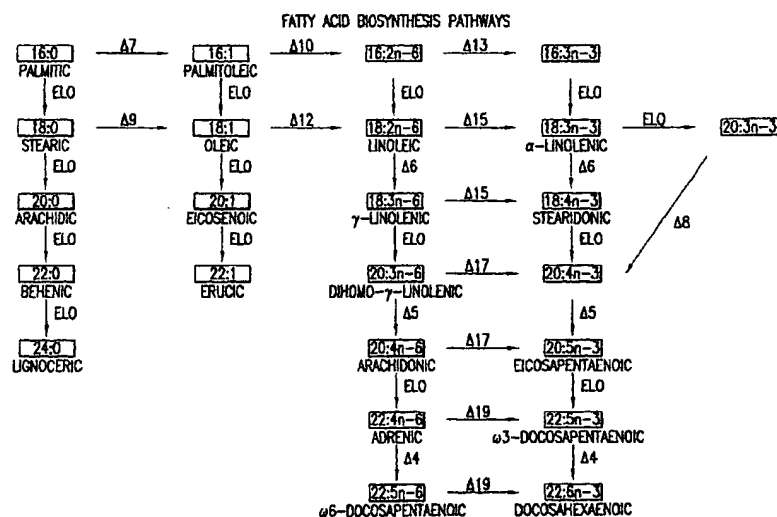 FATTY ACID BIOSYNTHESIS PATHWAYS
16:0 Δ7 16:1 Δ10 16:2n-6 Δ13 16:3n-3
PALMITIC PALMITOLEIC
ELO ELO ELO ELO
18:0 Δ9 18:1 Δ12 18:2n-6 Δ15 18:3n-3 ELO 20:3n-3
STEARIC OLEIC LINOLEIC α-LINOLENIC
ELO ELO Δ6 Δ6
20:0 20:1 18:3n-6 Δ15 18:4n-3
ARACHIDIC EICOSENOIC γ-LINOLENIC STEARIDONIC
ELO ELO ELO ELO Δ8
22:0 22:1 20:3n-6 Δ17 20:4n-3
BEHENIC ERUCIC DIHOMO-γ-LINOLENIC
ELO Δ5 Δ5
24:0 20:4n-6 Δ17 20:5n-3
LIGNOCERIC ARACHIDONIC EICOSAPENTAENOIC
ELO ELO
22:4n-6 Δ19 22:5n-3
ADRENIC ω3-DOCOSAPENTAENOIC
Δ4 Δ4
22:5n-6 Δ19 22:6n-3
ω6-DOCOSAPENTAENOIC DOCOSAHEXAENOIC